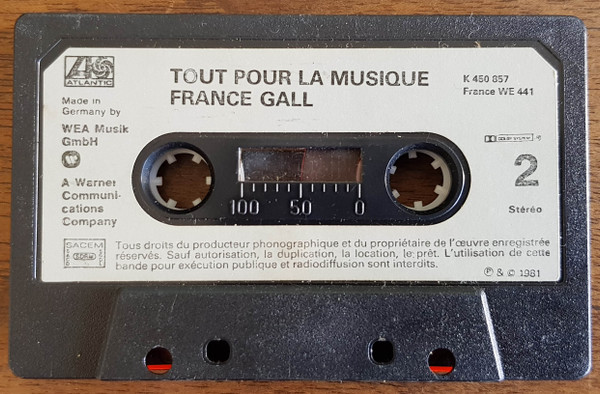 ATLANTIC
TOUT POUR LA MUSIQUE
FRANCE GALL
K 450 857
France WE 441
Made in
Germany by
WEA Musik
GmbH
A Warner
Communi-
cations
Company
DOLBY SYSTEM
2
Stéréo
100 50 0
SACEM
SDRM
Tous droits du producteur phonographique et du propriétaire de l'œuvre enregistrée
réservés. Sauf autorisation, la duplication, la location, le prêt. L'utilisation de cette
bande pour exécution publique et radiodiffusion sont interdits.
℗ & © 1981